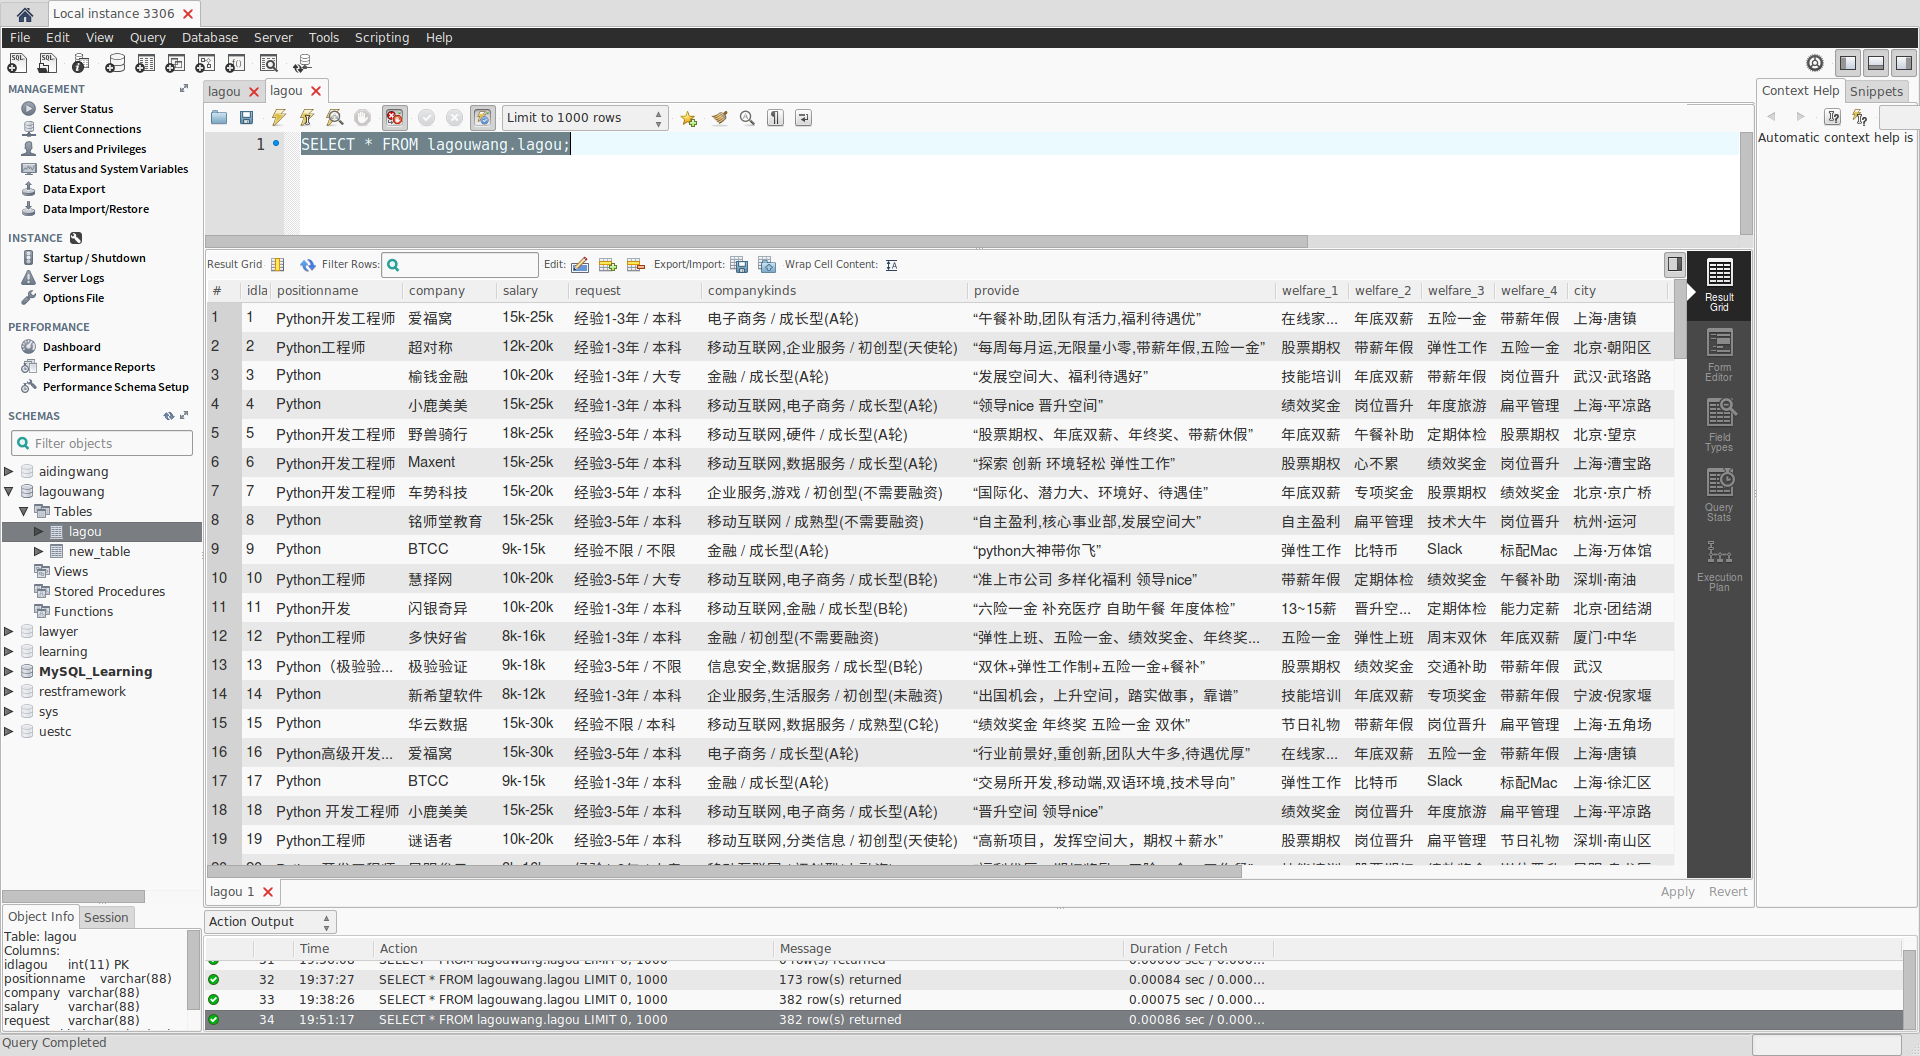 Local instance 3306
File Edit View Query Database Server Tools Scripting Help
MANAGEMENT
Server Status
Client Connections
Users and Privileges
Status and System Variables
Data Export
Data Import/Restore
INSTANCE
Startup / Shutdown
Server Logs
Options File
PERFORMANCE
Dashboard
Performance Reports
Performance Schema Setup
SCHEMAS
Filter objects
aidingwang
lagouwang
Tables
lagou
new_table
Views
Stored Procedures
Functions
lawyer
learning
MySQL_Learning
restframework
sys
uestc
Object Info Session
Table: lagou
Columns:
idlagou int(11) PK
positionname varchar(88)
company varchar(88)
salary varchar(88)
request varchar(88)
lagou lagou
Limit to 1000 rows
1 SELECT * FROM lagouwang.lagou;
Result Grid Filter Rows: Edit: Export/Import: Wrap Cell Content:
# idla positionname company salary request companykinds provide welfare_1 welfare_2 welfare_3 welfare_4 city
1 1 Python开发工程师 爱福窝 15k-25k 经验1-3年 / 本科 电子商务 / 成长型(A轮) “午餐补助,团队有活力,福利待遇优” 在线家... 年底双薪 五险一金 带薪年假 上海·唐镇
2 2 Python工程师 超对称 12k-20k 经验1-3年 / 本科 移动互联网,企业服务 / 初创型(天使轮) “每周每月运,无限量小零,带薪年假,五险一金” 股票期权 带薪年假 弹性工作 五险一金 北京·朝阳区
3 3 Python 榆钱金融 10k-20k 经验1-3年 / 大专 金融 / 成长型(A轮) “发展空间大、福利待遇好” 技能培训 年底双薪 带薪年假 岗位晋升 武汉·武珞路
4 4 Python 小鹿美美 15k-25k 经验1-3年 / 本科 移动互联网,电子商务 / 成长型(A轮) “领导nice 晋升空间” 绩效奖金 岗位晋升 年度旅游 扁平管理 上海·平凉路
5 5 Python开发工程师 野兽骑行 18k-25k 经验3-5年 / 本科 移动互联网,硬件 / 成长型(A轮) “股票期权、年底双薪、年终奖、带薪休假” 年底双薪 午餐补助 定期体检 股票期权 北京·望京
6 6 Python开发工程师 Maxent 15k-25k 经验3-5年 / 本科 移动互联网,数据服务 / 成长型(A轮) “探索 创新 环境轻松 弹性工作” 股票期权 心不累 绩效奖金 岗位晋升 上海·漕宝路
7 7 Python开发工程师 车势科技 15k-20k 经验3-5年 / 本科 企业服务,游戏 / 初创型(不需要融资) “国际化、潜力大、环境好、待遇佳” 年底双薪 专项奖金 股票期权 绩效奖金 北京·京广桥
8 8 Python 铭师堂教育 15k-25k 经验3-5年 / 本科 移动互联网 / 成熟型(不需要融资) “自主盈利,核心事业部,发展空间大” 自主盈利 扁平管理 技术大牛 岗位晋升 杭州·运河
9 9 Python BTCC 9k-15k 经验不限 / 不限 金融 / 成长型(A轮) “python大神带你飞” 弹性工作 比特币 Slack 标配Mac 上海·万体馆
10 10 Python工程师 慧择网 10k-20k 经验3-5年 / 大专 移动互联网,电子商务 / 成长型(B轮) “准上市公司 多样化福利 领导nice” 带薪年假 定期体检 绩效奖金 午餐补助 深圳·南油
11 11 Python开发 闪银奇异 10k-20k 经验1-3年 / 本科 移动互联网,金融 / 成长型(B轮) “六险一金 补充医疗 自助午餐 年度体检” 13~15薪 晋升空... 定期体检 能力定薪 北京·团结湖
12 12 Python工程师 多快好省 8k-16k 经验1-3年 / 本科 金融 / 初创型(不需要融资) “弹性上班、五险一金、绩效奖金、年终奖... 五险一金 弹性上班 周末双休 年底双薪 厦门·中华
13 13 Python（极验验... 极验验证 9k-18k 经验3-5年 / 不限 信息安全,数据服务 / 成长型(B轮) “双休+弹性工作制+五险一金+餐补” 股票期权 绩效奖金 交通补助 带薪年假 武汉
14 14 Python 新希望软件 8k-12k 经验1-3年 / 本科 企业服务,生活服务 / 初创型(未融资) “出国机会，上升空间，踏实做事，靠谱” 技能培训 年底双薪 专项奖金 带薪年假 宁波·倪家堰
15 15 Python 华云数据 15k-30k 经验不限 / 本科 移动互联网,数据服务 / 成熟型(C轮) “绩效奖金 年终奖 五险一金 双休” 节日礼物 带薪年假 岗位晋升 扁平管理 上海·五角场
16 16 Python高级开发... 爱福窝 15k-30k 经验3-5年 / 本科 电子商务 / 成长型(A轮) “行业前景好,重创新,团队大牛多,待遇优厚” 在线家... 年底双薪 五险一金 带薪年假 上海·唐镇
17 17 Python BTCC 9k-15k 经验1-3年 / 本科 金融 / 成长型(A轮) “交易所开发,移动端,双语环境,技术导向” 弹性工作 比特币 Slack 标配Mac 上海·徐汇区
18 18 Python 开发工程师 小鹿美美 15k-25k 经验3-5年 / 本科 移动互联网,电子商务 / 成长型(A轮) “晋升空间 领导nice” 绩效奖金 岗位晋升 年度旅游 扁平管理 上海·平凉路
19 19 Python工程师 谜语者 10k-20k 经验3-5年 / 本科 移动互联网,分类信息 / 初创型(天使轮) “高新项目，发挥空间大，期权＋薪水” 股票期权 岗位晋升 扁平管理 节日礼物 深圳·南山区
lagou 1 Apply Revert
Result Grid
Form Editor
Field Types
Query Stats
Execution Plan
Context Help Snippets
Automatic context help is
Action Output
Time Action Message Duration / Fetch
32 19:37:27 SELECT * FROM lagouwang.lagou LIMIT 0, 1000 173 row(s) returned 0.00084 sec / 0.000...
33 19:38:26 SELECT * FROM lagouwang.lagou LIMIT 0, 1000 382 row(s) returned 0.00075 sec / 0.000...
34 19:51:17 SELECT * FROM lagouwang.lagou LIMIT 0, 1000 382 row(s) returned 0.00086 sec / 0.000...
Query Completed